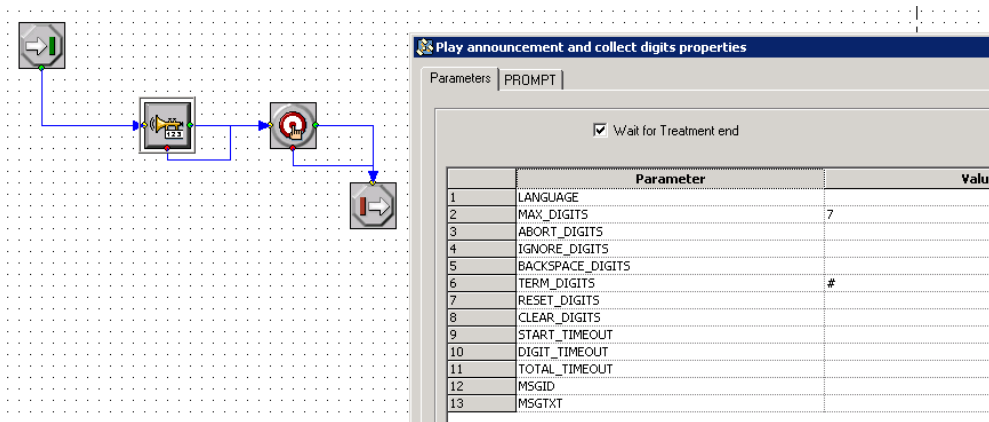 Play announcement and collect digits properties
Parameters PROMPT
123
Wait for Treatment end
Parameter Valu
1 LANGUAGE
2 MAX_DIGITS 7
3 ABORT_DIGITS
4 IGNORE_DIGITS
5 BACKSPACE_DIGITS
6 TERM_DIGITS #
7 RESET_DIGITS
8 CLEAR_DIGITS
9 START_TIMEOUT
10 DIGIT_TIMEOUT
11 TOTAL_TIMEOUT
12 MSGID
13 MSGTXT